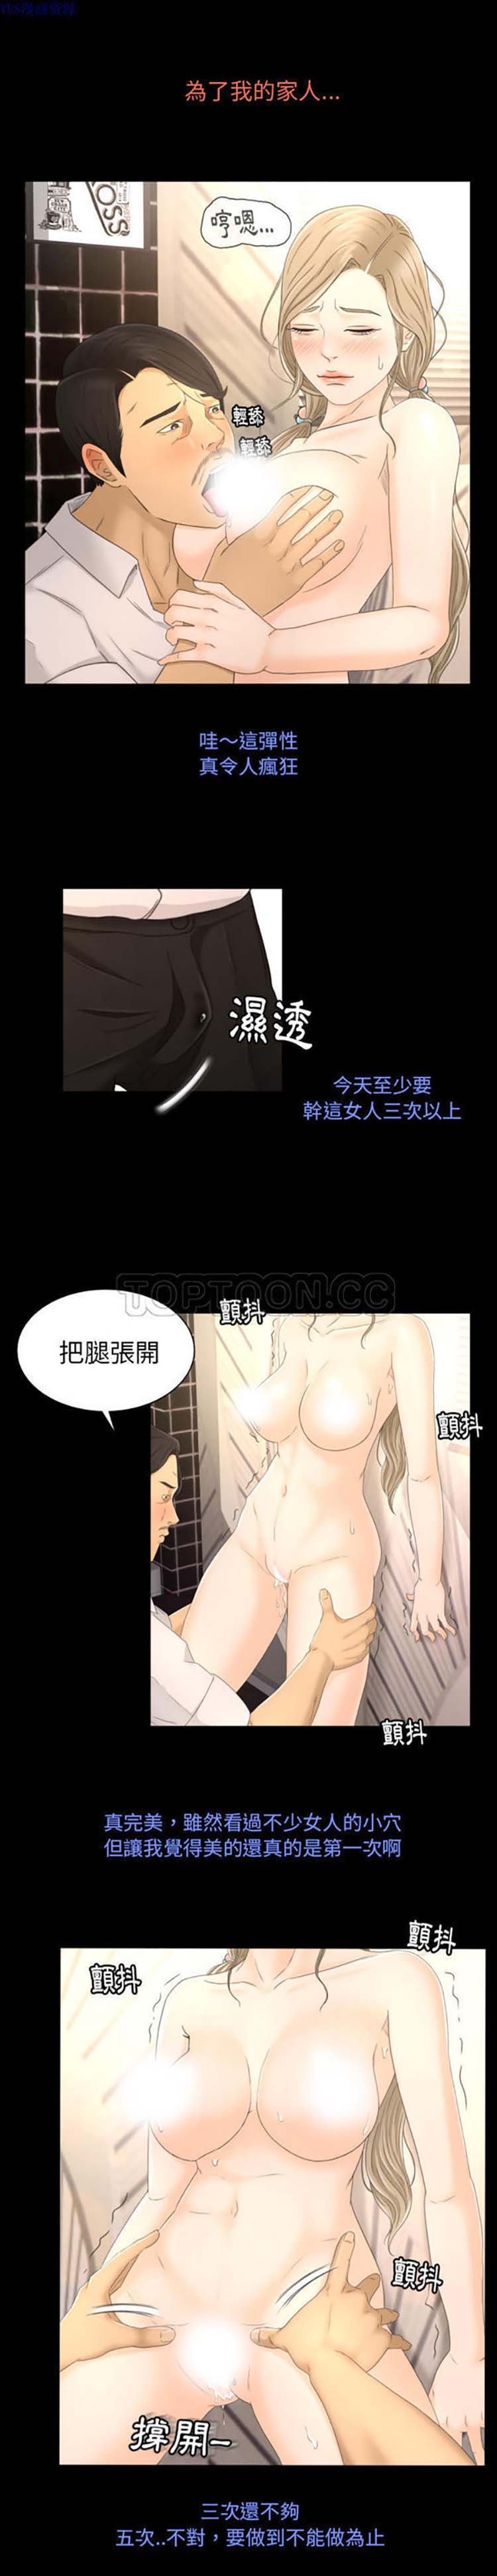 為了我的家人...
BOSS
哼嗯...
輕舔
輕舔
哇～這彈性
真令人瘋狂
濕透
今天至少要
幹這女人三次以上
TOPTOON.CC
顫抖
把腿張開
顫抖
顫抖
真完美，雖然看過不少女人的小穴
但讓我覺得美的還真的是第一次啊
顫抖
顫抖
顫抖
撐開~
三次還不夠
五次..不對，要做到不能做為止